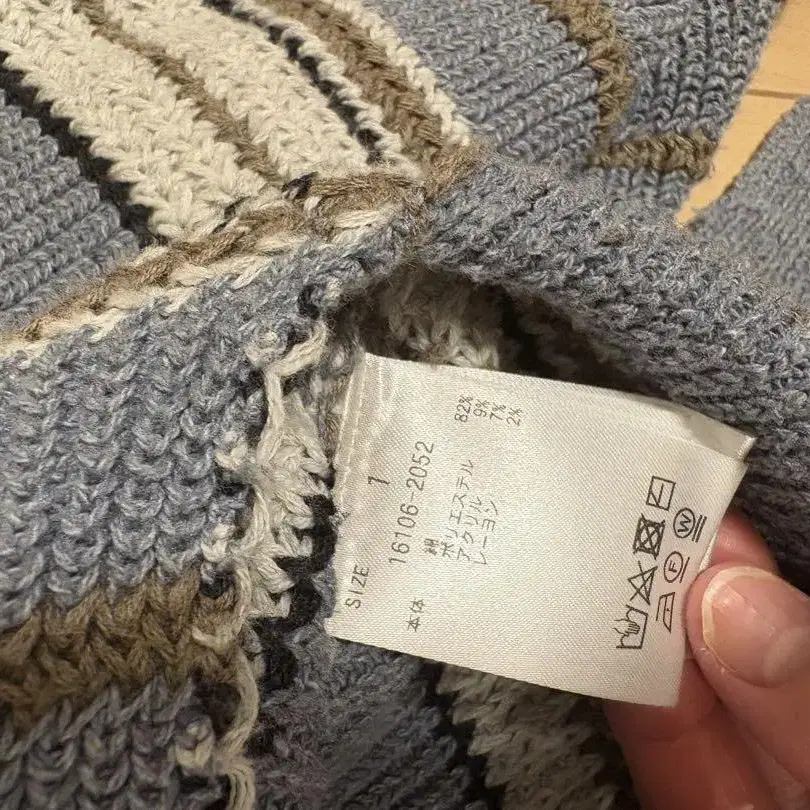 SIZE 1
16106-2052
本体 綿 82%
ポリエステル 9%
アクリル 7%
レーヨン 2%
F W